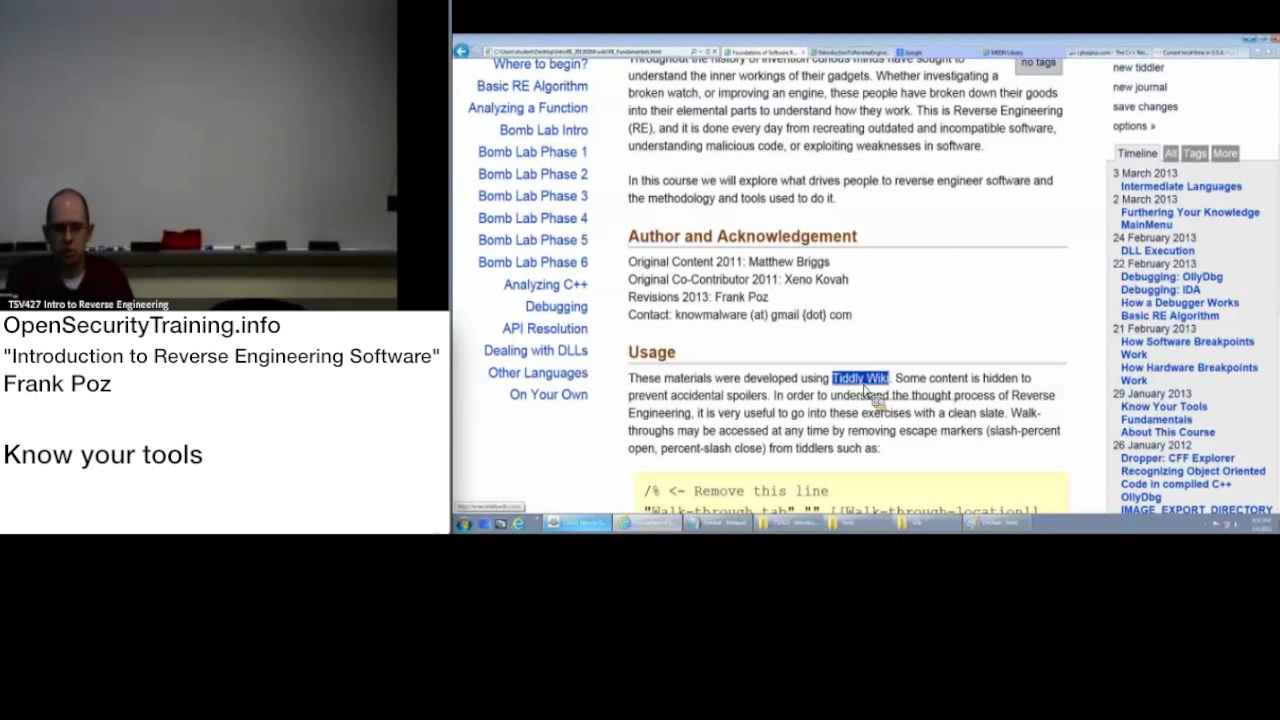 TSV427 Intro to Reverse Engineering
OpenSecurityTraining.info
"Introduction to Reverse Engineering Software"
Frank Poz
Know your tools
Where to begin?
Basic RE Algorithm
Analyzing a Function
Bomb Lab Intro
Bomb Lab Phase 1
Bomb Lab Phase 2
Bomb Lab Phase 3
Bomb Lab Phase 4
Bomb Lab Phase 5
Bomb Lab Phase 6
Analyzing C++
Debugging
API Resolution
Dealing with DLLs
Other Languages
On Your Own
Throughout the history of invention curious minds have sought to
understand the inner workings of their gadgets. Whether investigating a
broken watch, or improving an engine, these people have broken down their goods
into their elemental parts to understand how they work. This is Reverse Engineering
(RE), and it is done every day from recreating outdated and incompatible software,
understanding malicious code, or exploiting weaknesses in software.
In this course we will explore what drives people to reverse engineer software and
the methodology and tools used to do it.
Author and Acknowledgement
Original Content 2011: Matthew Briggs
Original Co-Contributor 2011: Xeno Kovah
Revisions 2013: Frank Poz
Contact: knowmalware (at) gmail {dot} com
Usage
These materials were developed using Tiddly Wiki. Some content is hidden to
prevent accidental spoilers. In order to understand the thought process of Reverse
Engineering, it is very useful to go into these exercises with a clean slate. Walk-
throughs may be accessed at any time by removing escape markers (slash-percent
open, percent-slash close) from tiddlers such as:
/% <- Remove this line
"Walk-through tab" "" [[Walk-through-location]]
no tags
new tiddler
new journal
save changes
options »
Timeline All Tags More
3 March 2013
Intermediate Languages
2 March 2013
Furthering Your Knowledge
MainMenu
24 February 2013
DLL Execution
22 February 2013
Debugging: OllyDbg
Debugging: IDA
How a Debugger Works
Basic RE Algorithm
21 February 2013
How Software Breakpoints
Work
How Hardware Breakpoints
Work
29 January 2013
Know Your Tools
Fundamentals
About This Course
26 January 2012
Dropper: CFF Explorer
Recognizing Object Oriented
Code in compiled C++
OllyDbg
IMAGE_EXPORT_DIRECTORY